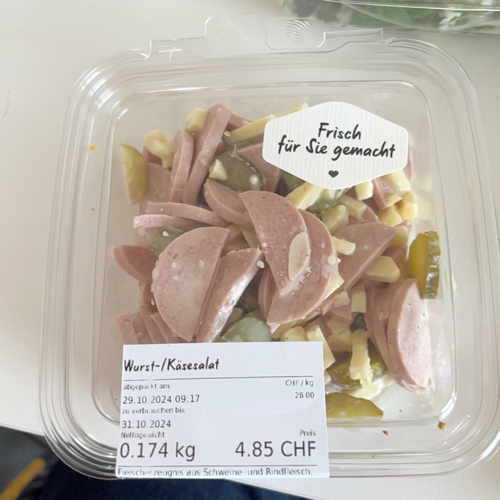 Frisch
für Sie gemacht
Wurst-/Käsesalat
abgepackt am CHF / kg
29.10.2024 09:17 28.00
zu verbrauchen bis
31.10.2024
Nettogewicht Preis
0.174 kg 4.85 CHF
Fleischerzeugnis aus Schweine- und Rindfleisch.